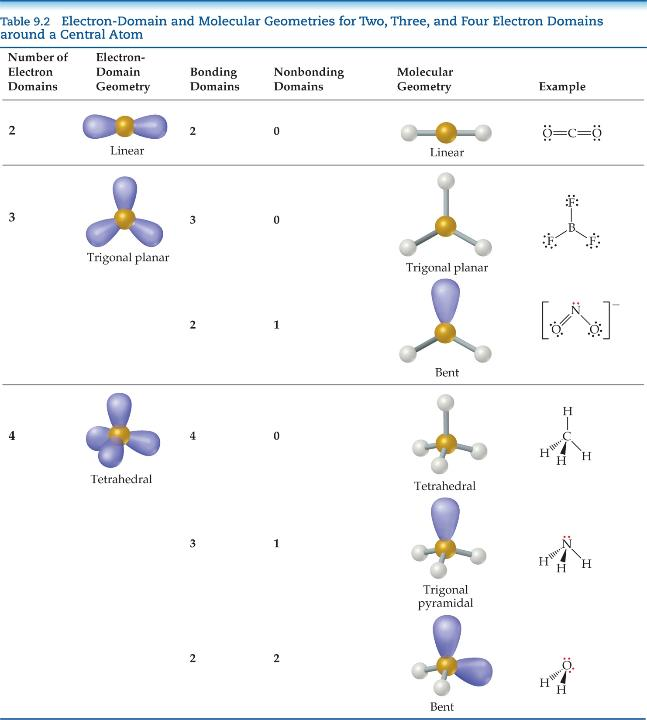 Table 9.2 Electron-Domain and Molecular Geometries for Two, Three, and Four Electron Domains
around a Central Atom
Number of Electron Domains
Electron-Domain Geometry
Bonding Domains
Nonbonding Domains
Molecular Geometry
Example
2
2
0
O=C=O
Linear
Linear
3
3
0
F
B
F
F
Trigonal planar
Trigonal planar
2
1
N
O
O
−
Bent
4
4
0
H
C
H
H
H
Tetrahedral
Tetrahedral
3
1
N
H
H
H
Trigonal
pyramidal
2
2
O
H
H
Bent